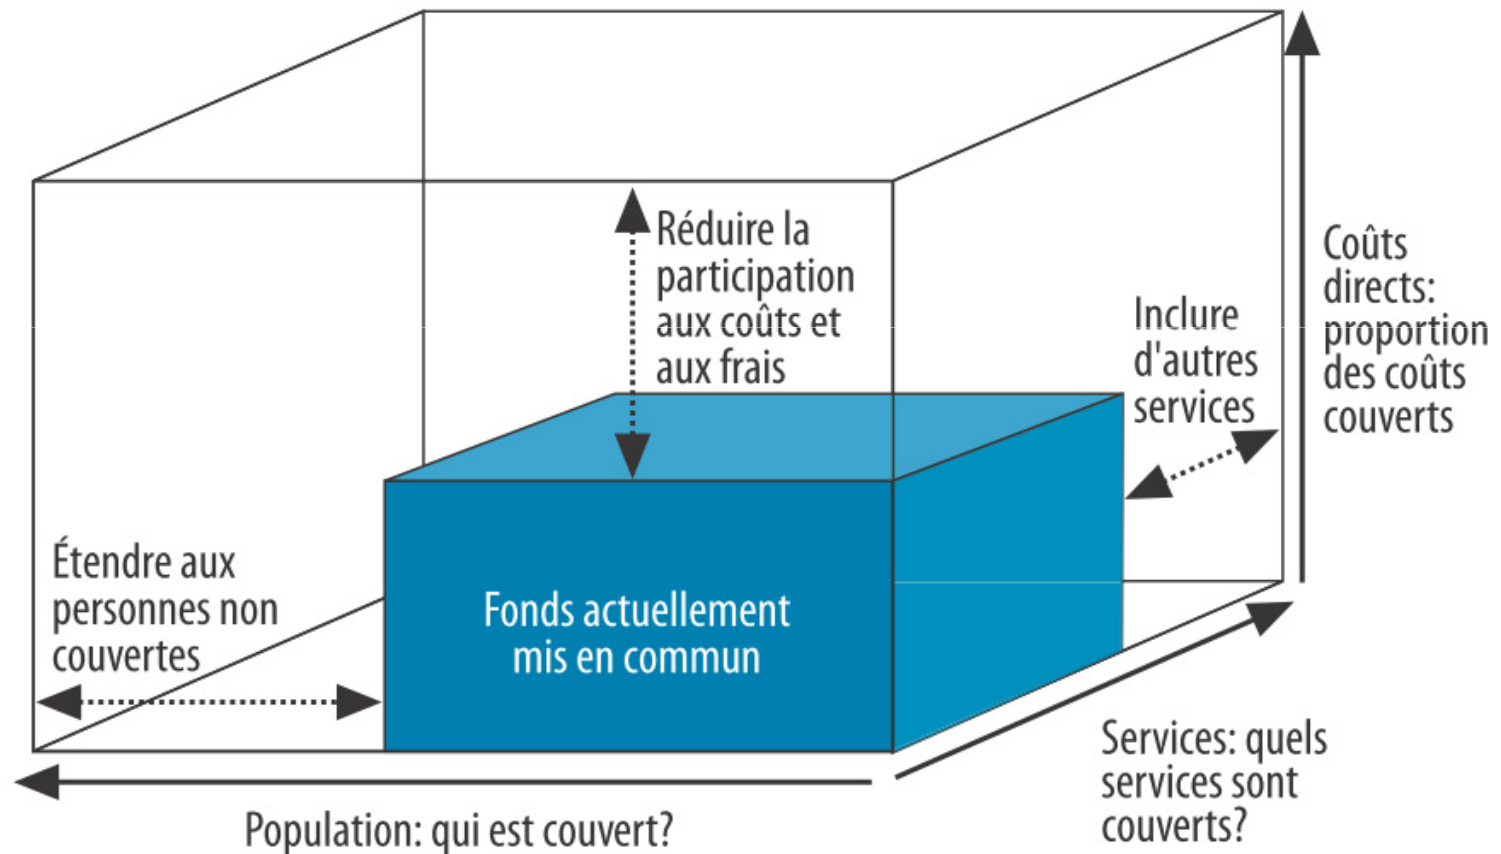 Réduire la
participation
aux coûts et
aux frais
Inclure
d'autres
services
Coûts
directs:
proportion
des coûts
couverts
Étendre aux
personnes non
couvertes
Fonds actuellement
mis en commun
Services: quels
services sont
couverts?
Population: qui est couvert?